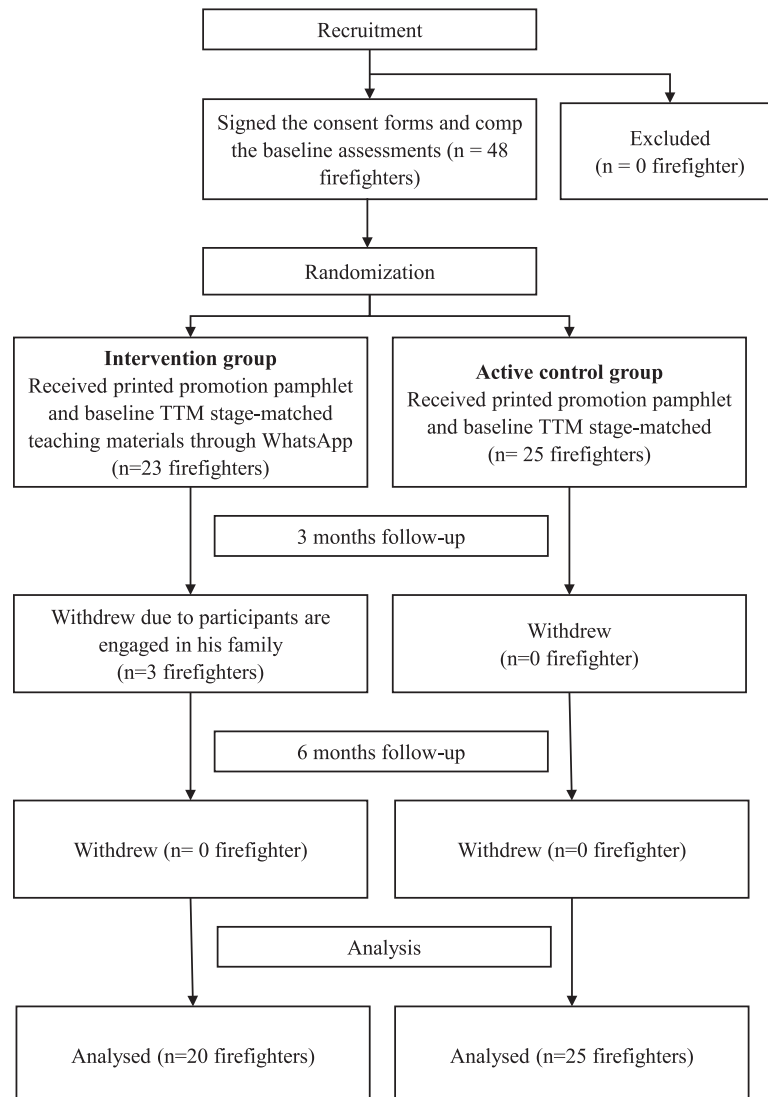 Recruitment
Signed the consent forms and comp
the baseline assessments (n = 48
firefighters)
Excluded
(n = 0 firefighter)
Randomization
Intervention group
Received printed promotion pamphlet
and baseline TTM stage-matched
teaching materials through WhatsApp
(n=23 firefighters)
Active control group
Received printed promotion pamphlet
and baseline TTM stage-matched
(n= 25 firefighters)
3 months follow-up
Withdrew due to participants are
engaged in his family
(n=3 firefighters)
Withdrew
(n=0 firefighter)
6 months follow-up
Withdrew (n= 0 firefighter)
Withdrew (n=0 firefighter)
Analysis
Analysed (n=20 firefighters)
Analysed (n=25 firefighters)